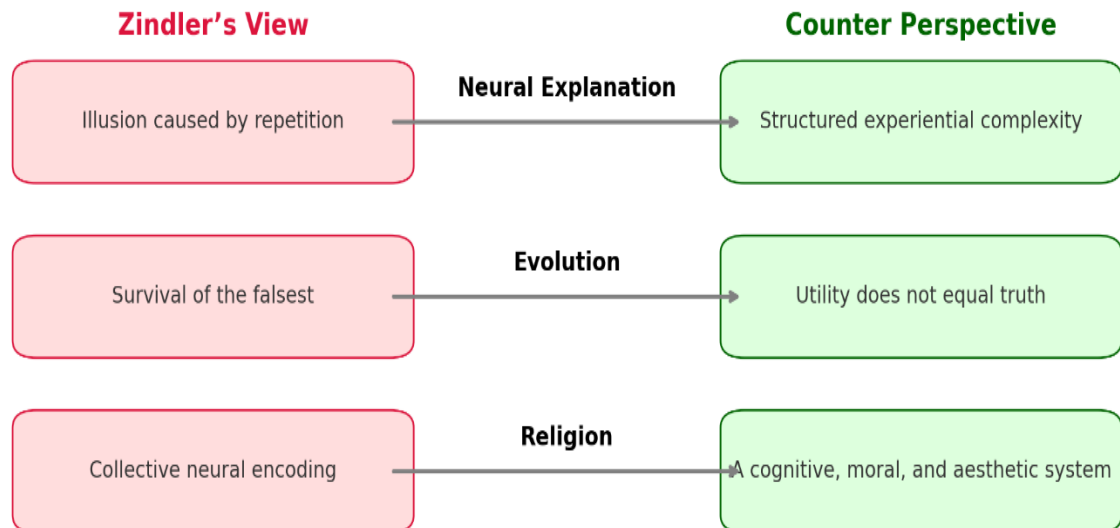 Zindler’s View
Counter Perspective
Illusion caused by repetition
Neural Explanation
Structured experiential complexity
Survival of the falsest
Evolution
Utility does not equal truth
Collective neural encoding
Religion
A cognitive, moral, and aesthetic system